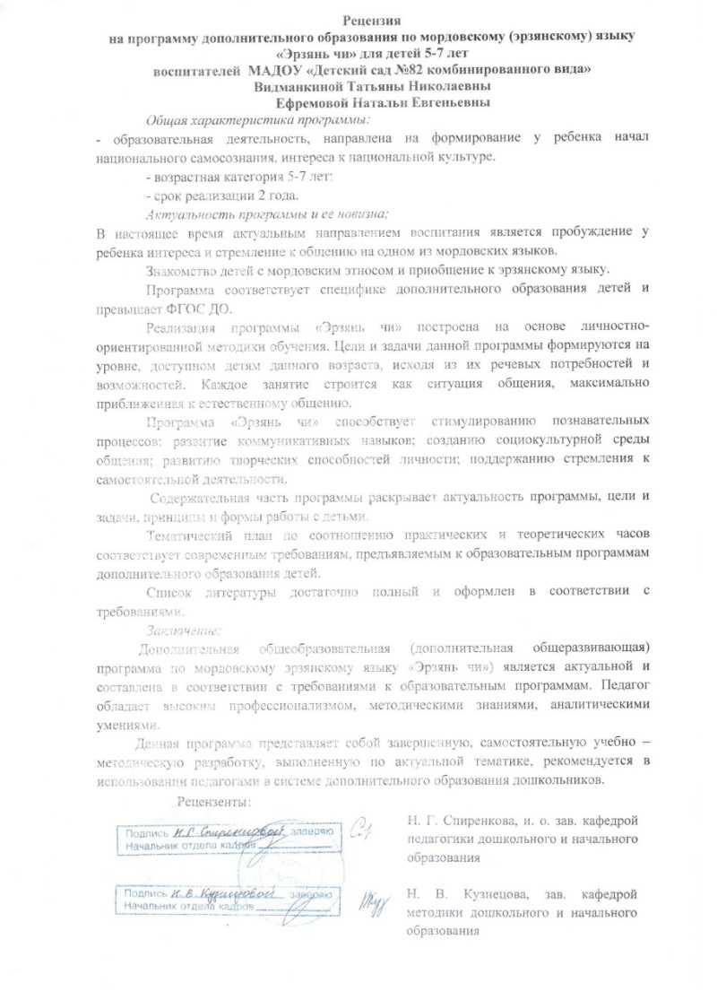 Рецензия
на программу дополнительного образования по мордовскому (эрзянскому) языку
«Эрзянь чи» для детей 5-7 лет
воспитателей МАДОУ «Детский сад №82 комбинированного вида»
Видманкиной Татьяны Николаевны
Ефремовой Натальи Евгеньевны
Общая характеристика программы:
- образовательная деятельность, направлена на формирование у ребенка начал
национального самосознания, интереса к национальной культуре.
- возрастная категория 5-7 лет;
- срок реализации 2 года.
Актуальность программы и ее новизна;
В настоящее время актуальным направлением воспитания является пробуждение у
ребенка интереса и стремление к общению на одном из мордовских языков.
Знакомство детей с мордовским этносом и приобщение к эрзянскому языку.
Программа соответствует специфике дополнительного образования детей и
превышает ФГОС ДО.
Реализация программы «Эрзянь чи» построена на основе личностно-
ориентированной методики обучения. Цели и задачи данной программы формируются на
уровне, доступном детям данного возраста, исходя из их речевых потребностей и
возможностей. Каждое занятие строится как ситуация общения, максимально
приближенная к естественному общению.
Программа «Эрзянь чи» способствует стимулированию познавательных
процессов: развитие коммуникативных навыков; созданию социокультурной среды
общения; развитию творческих способностей личности; поддержанию стремления к
самостоятельной деятельности.
Содержательная часть программы раскрывает актуальность программы, цели и
задачи, принципы и формы работы с детьми.
Тематический план по соотношению практических и теоретических часов
соответствует современным требованиям, предъявляемым к образовательным программам
дополнительного образования детей.
Список литературы достаточно полный и оформлен в соответствии с
требованиями.
Заключение:
Дополнительная общеобразовательная (дополнительная общеразвивающая)
программа по мордовскому эрзянскому языку «Эрзянь чи») является актуальной и
составлена в соответствии с требованиями к образовательным программам. Педагог
обладает высоким профессионализмом, методическими знаниями, аналитическими
умениями.
Данная программа представляет собой завершенную, самостоятельную учебно –
методическую разработку, выполненную по актуальной тематике, рекомендуется в
использовании педагогами в системе дополнительного образования дошкольников.
Рецензенты:
Подпись Н.Г. Спиренковой заверяю
Начальник отдела кадров
Н. Г. Спиренкова, и. о. зав. кафедрой
педагогики дошкольного и начального
образования
Подпись Н.В. Кузнецовой заверяю
Начальник отдела кадров
Н. В. Кузнецова, зав. кафедрой
методики дошкольного и начального
образования